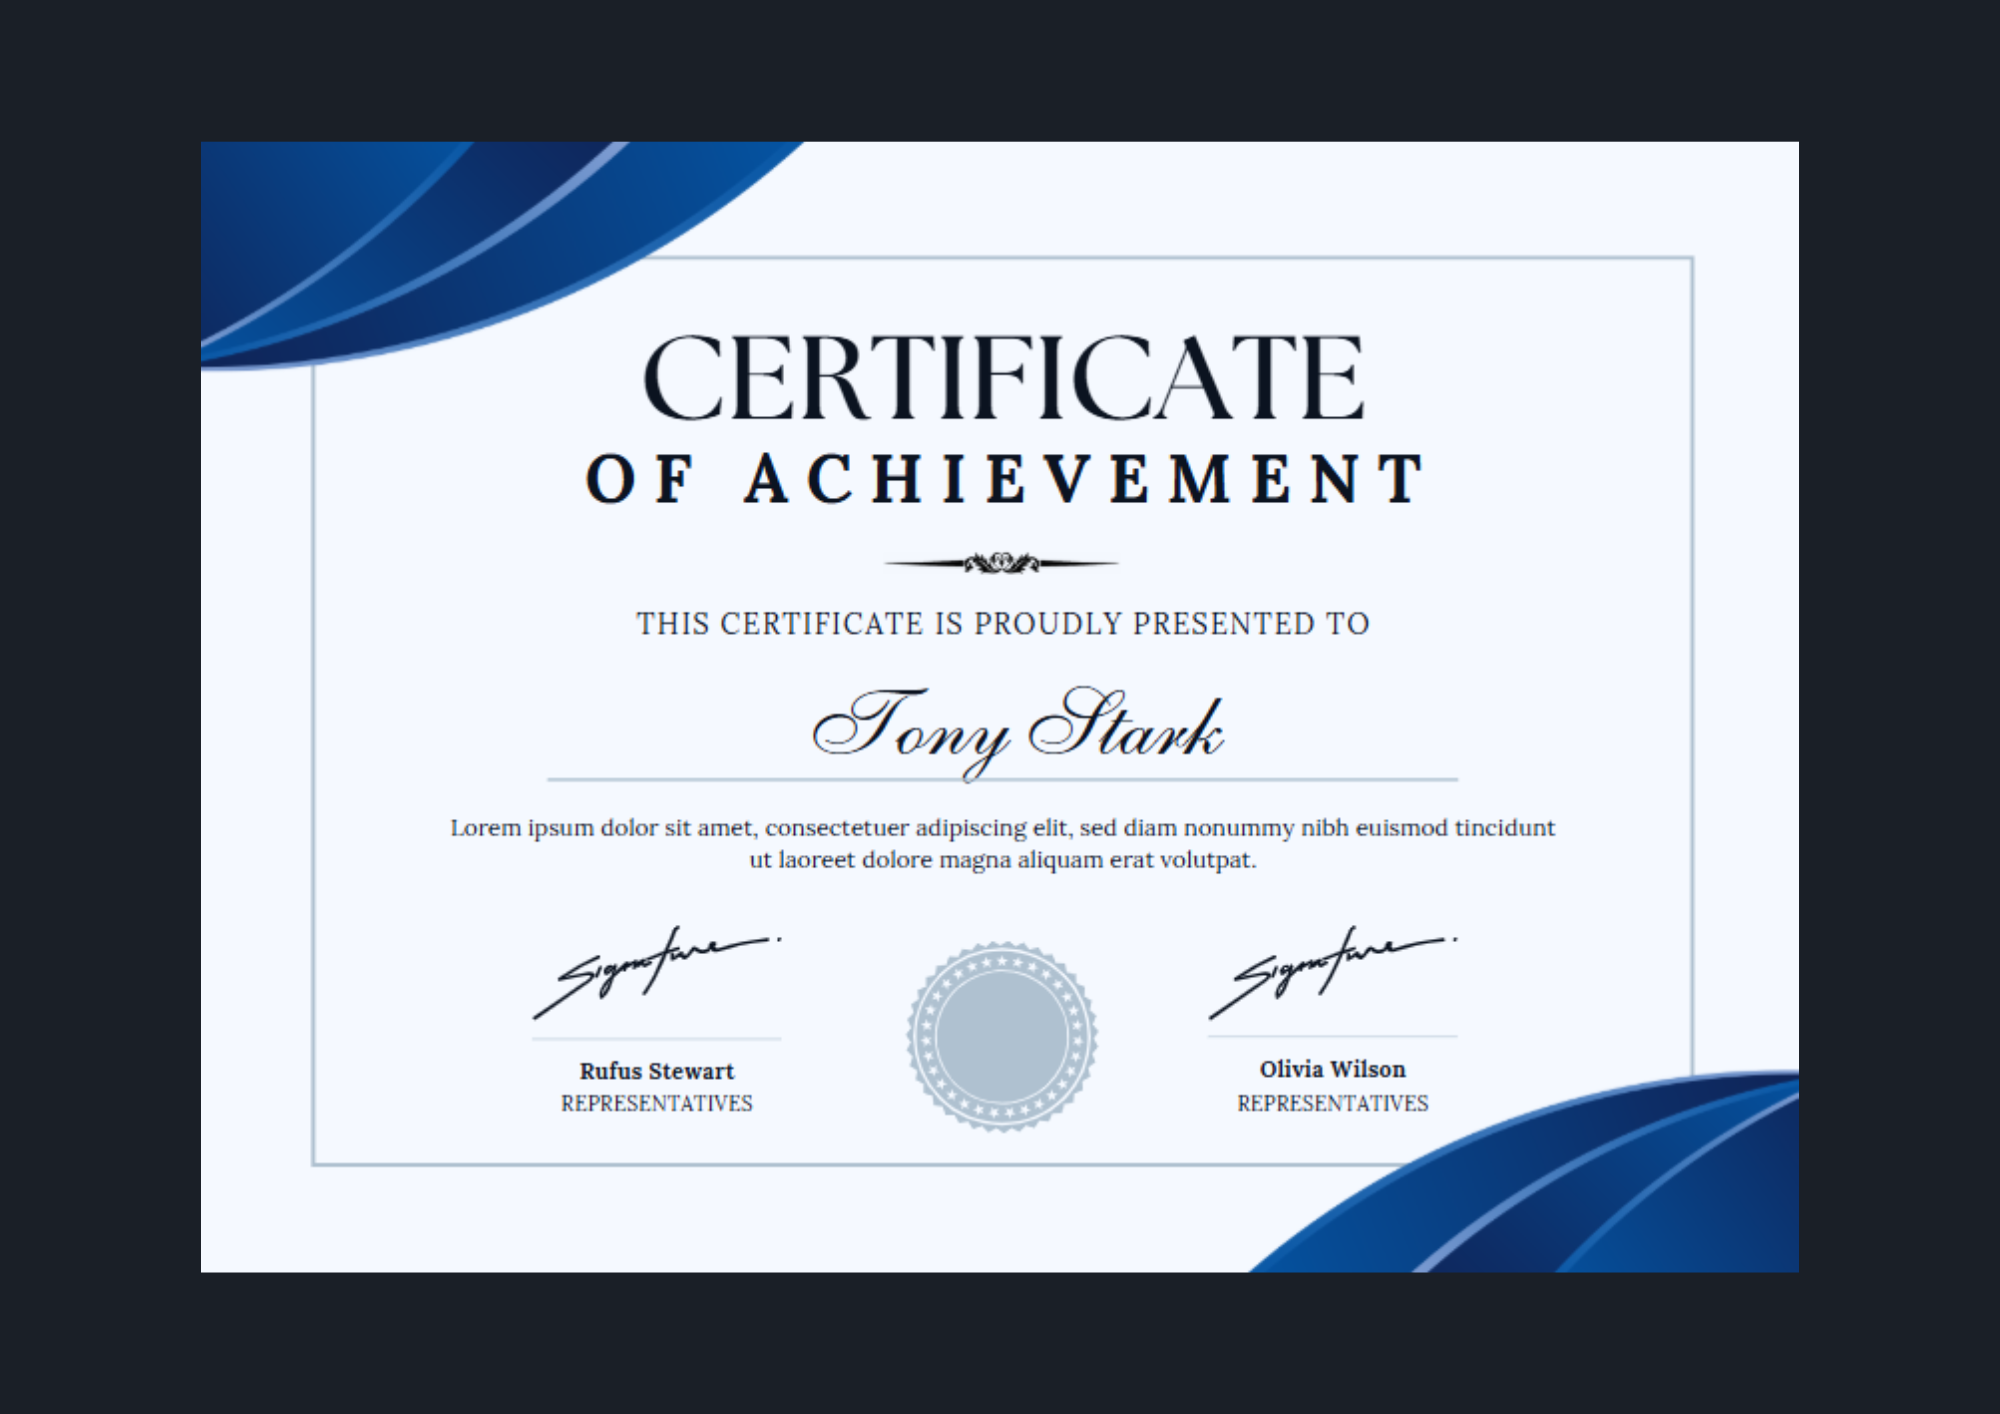 CERTIFICATE
OF ACHIEVEMENT
THIS CERTIFICATE IS PROUDLY PRESENTED TO
Tony Stark
Lorem ipsum dolor sit amet, consectetuer adipiscing elit, sed diam nonummy nibh euismod tincidunt
ut laoreet dolore magna aliquam erat volutpat.
Signature
Rufus Stewart
REPRESENTATIVES
Signature
Olivia Wilson
REPRESENTATIVES